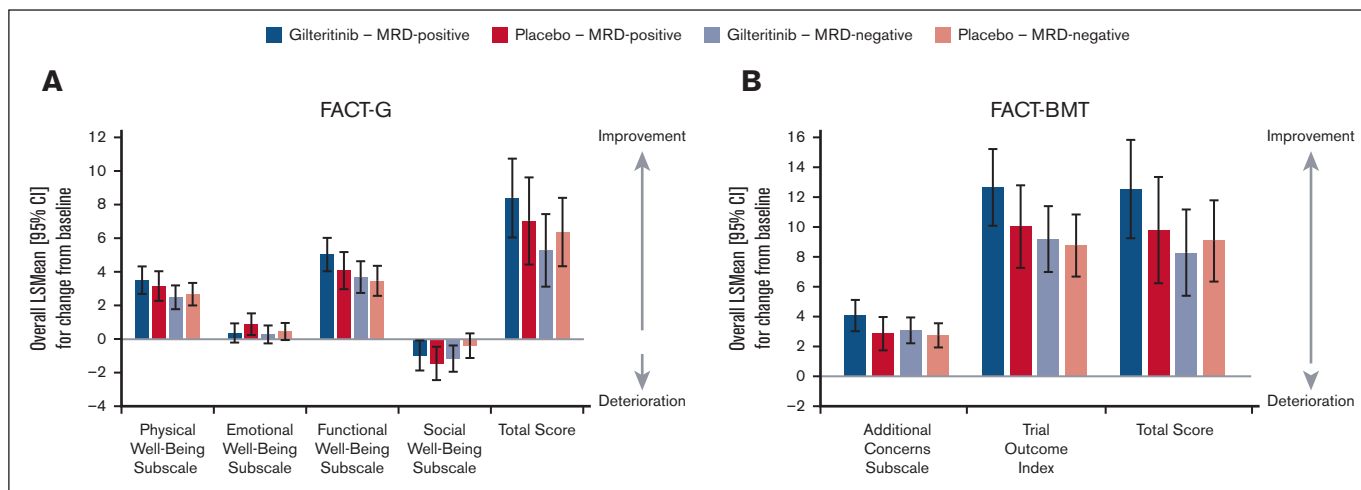 Gilteritinib – MRD-positive Placebo – MRD-positive Gilteritinib – MRD-negative Placebo – MRD-negative
A
FACT-G
Overall LSMean [95% CI]
for change from baseline
12
10
8
6
4
2
0
–2
–4
Physical
Well-Being
Subscale
Emotional
Well-Being
Subscale
Functional
Well-Being
Subscale
Social
Well-Being
Subscale
Total Score
Improvement
Deterioration
B
FACT-BMT
Overall LSMean [95% CI]
for change from baseline
16
14
12
10
8
6
4
2
0
–2
Additional
Concerns
Subscale
Trial
Outcome
Index
Total Score
Improvement
Deterioration